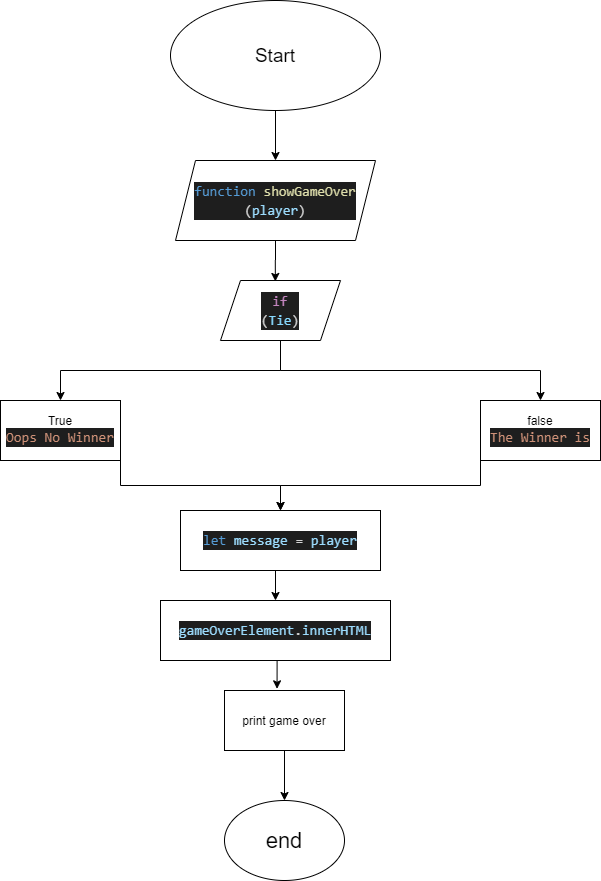 Start
function showGameOver
(player)
if
(Tie)
True
Oops No Winner
false
The Winner is
let message = player
gameOverElement.innerHTML
print game over
end